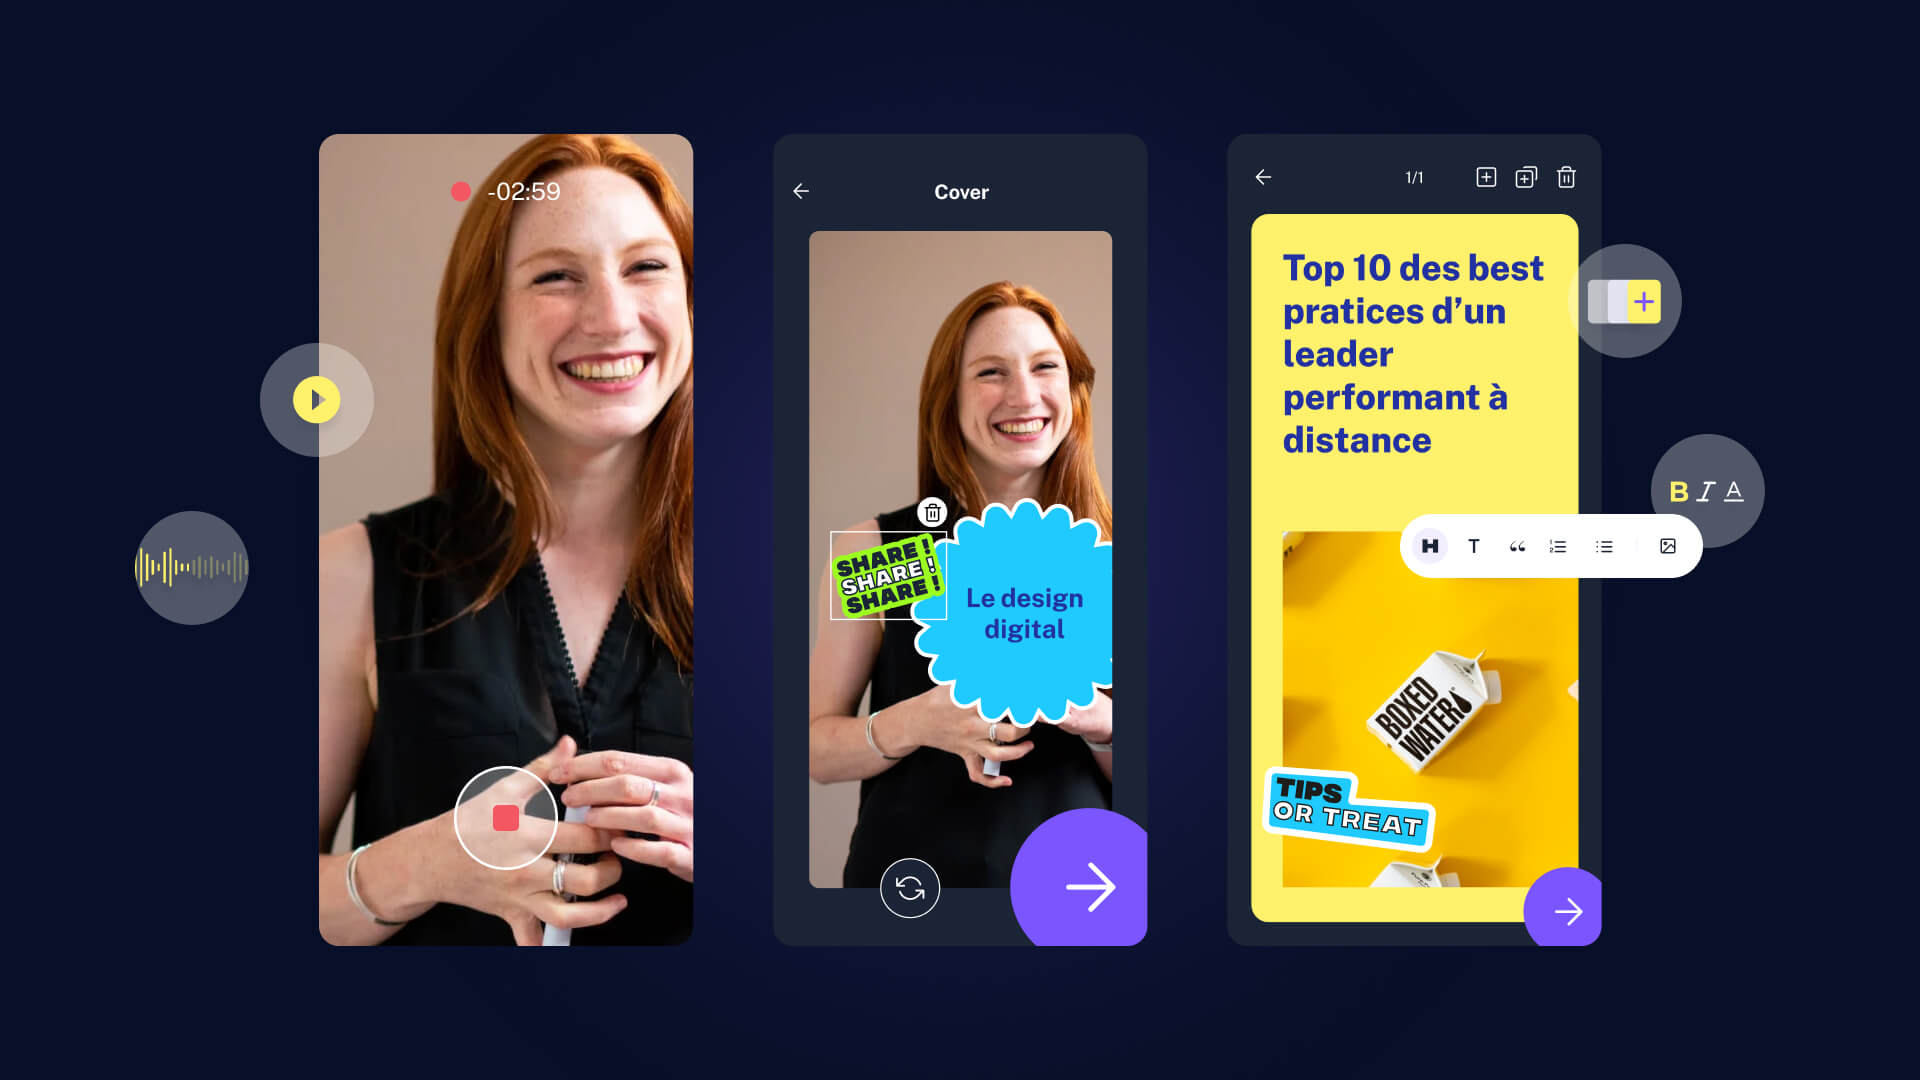 -02:59
Cover
SHARE!
SHARE!
SHARE!
Le design
digital
1/1
Top 10 des best
pratices d’un
leader
performant à
distance
B I A
H T
BOXED
WATER
TIPS
OR TREAT